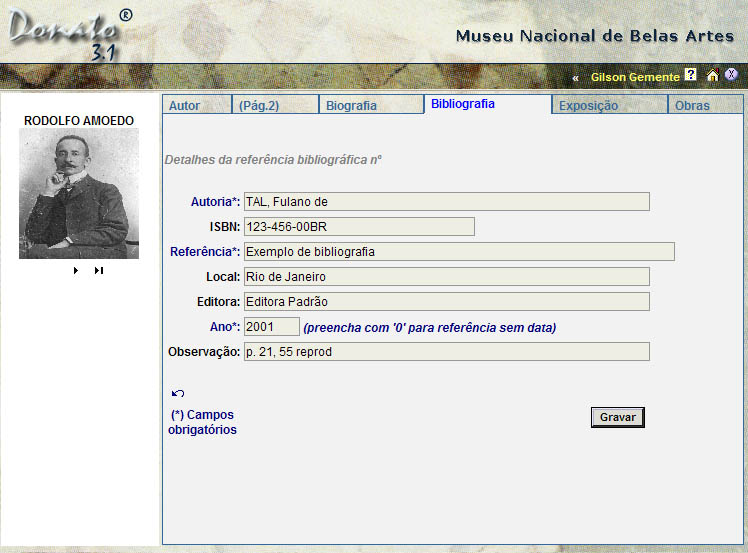 Donato® 3.1
Museu Nacional de Belas Artes
« Gilson Gemente ? X
RODOLFO AMOEDO
Autor (Pág.2) Biografia Bibliografia Exposição Obras
Detalhes da referência bibliográfica nº
Autoria*: TAL, Fulano de
ISBN: 123-456-00BR
Referência*: Exemplo de bibliografia
Local: Rio de Janeiro
Editora: Editora Padrão
Ano*: 2001 (preencha com '0' para referência sem data)
Observação: p. 21, 55 reprod
(*) Campos
obrigatórios
Gravar